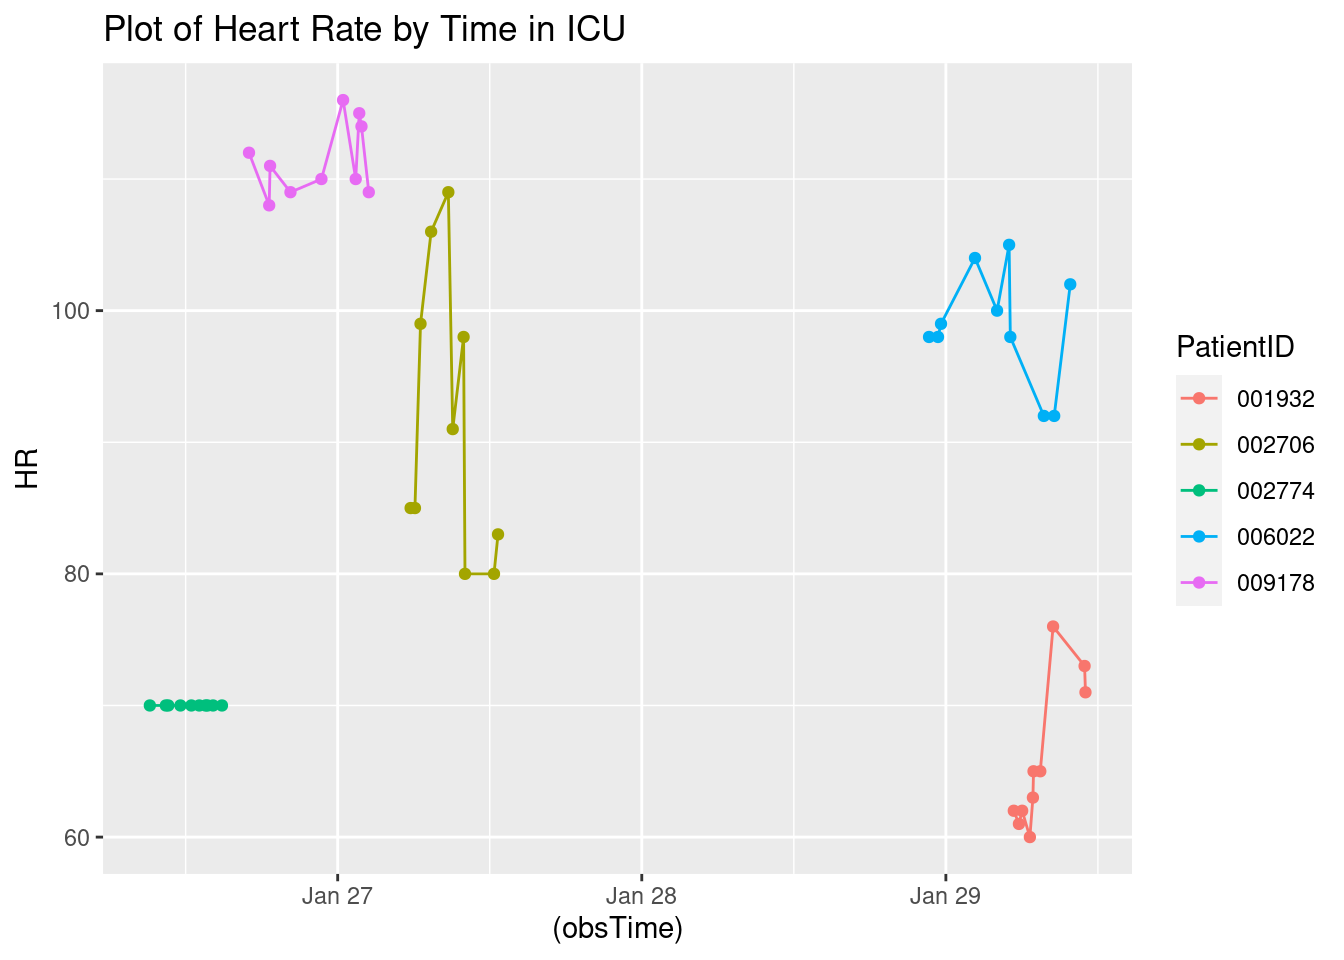 Plot of Heart Rate by Time in ICU
HR
100
80
60
Jan 27
Jan 28
Jan 29
(obsTime)
PatientID
001932
002706
002774
006022
009178